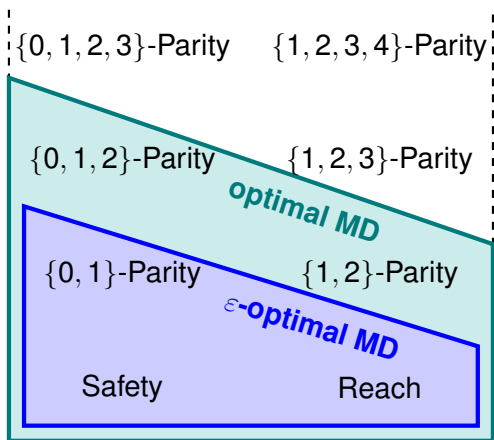 {0, 1, 2, 3}-Parity {1, 2, 3, 4}-Parity
{0, 1, 2}-Parity {1, 2, 3}-Parity
optimal MD
{0, 1}-Parity {1, 2}-Parity
ε-optimal MD
Safety Reach